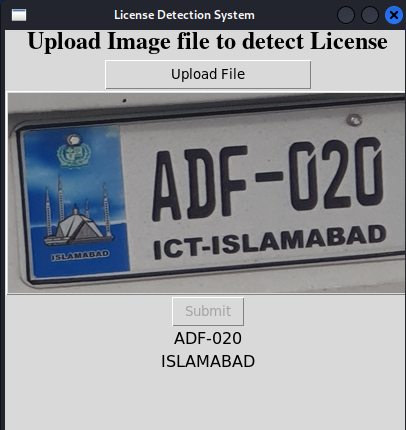 License Detection System
Upload Image file to detect License
Upload File
ADF-020
ICT-ISLAMABAD
ISLAMABAD
Submit
ADF-020
ISLAMABAD